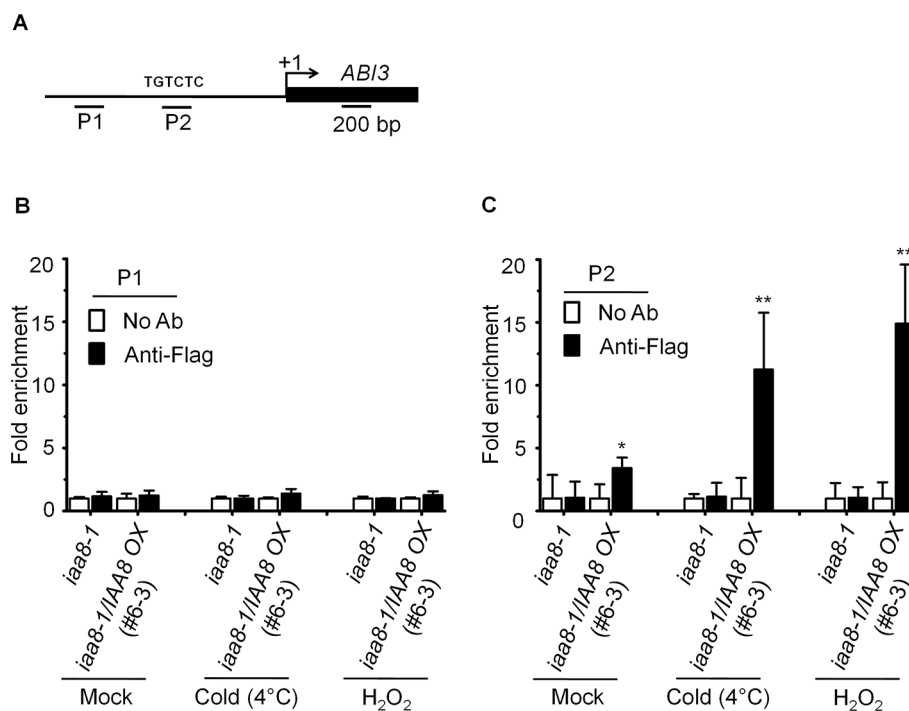 A
TGTCTC
+1
ABI3
P1
P2
200 bp
B
P1
No Ab
Anti-Flag
Fold enrichment
20
15
10
5
0
iaa8-1
iaa8-1/IAA8 OX
(#6-3)
iaa8-1
iaa8-1/IAA8 OX
(#6-3)
iaa8-1
iaa8-1/IAA8 OX
(#6-3)
Mock
Cold (4°C)
H₂O₂
C
P2
No Ab
Anti-Flag
Fold enrichment
20
15
10
5
0
*
**
**
iaa8-1
iaa8-1/IAA8 OX
(#6-3)
iaa8-1
iaa8-1/IAA8 OX
(#6-3)
iaa8-1
iaa8-1/IAA8 OX
(#6-3)
Mock
Cold (4°C)
H₂O₂